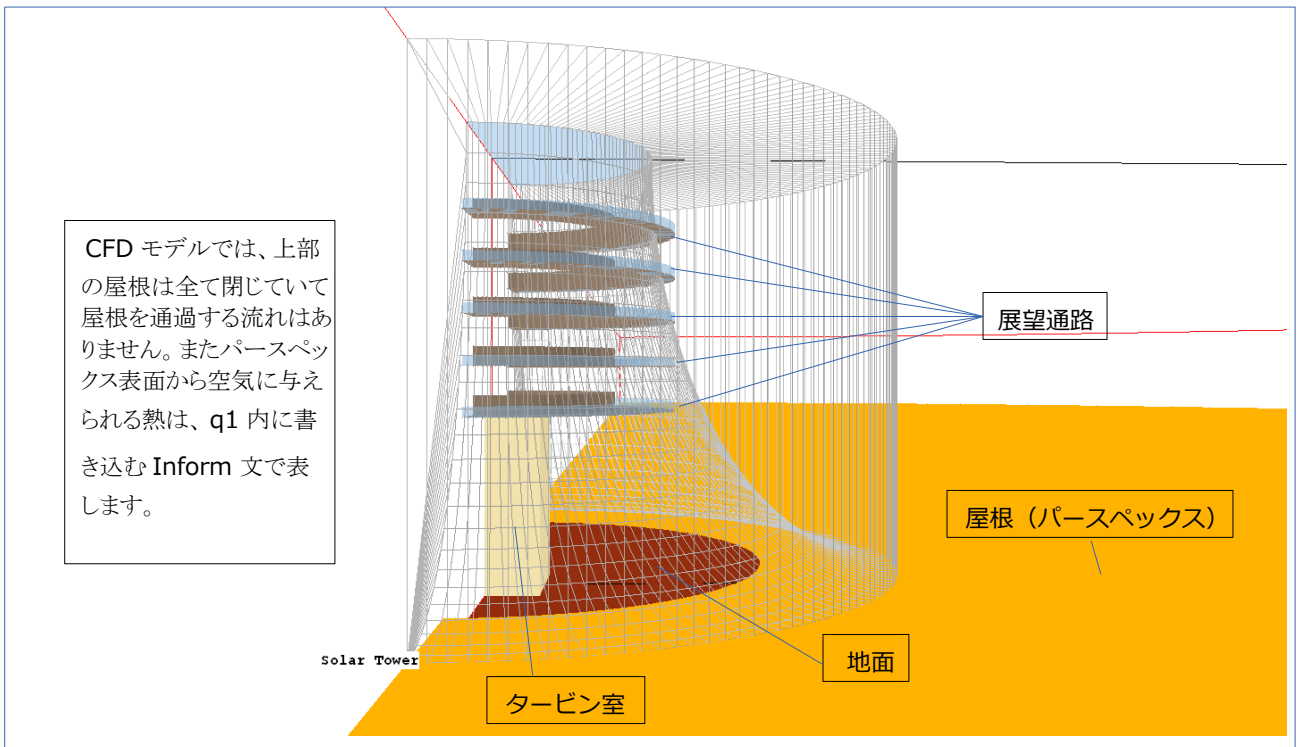 CFD モデルでは、上部
の屋根は全て閉じていて
屋根を通過する流れはあ
りません。またパースペッ
クス表面から空気に与え
られる熱は、q1 内に書
き込む Inform 文で表
します。
展望通路
屋根（パースペックス）
地面
Solar Tower
タービン室